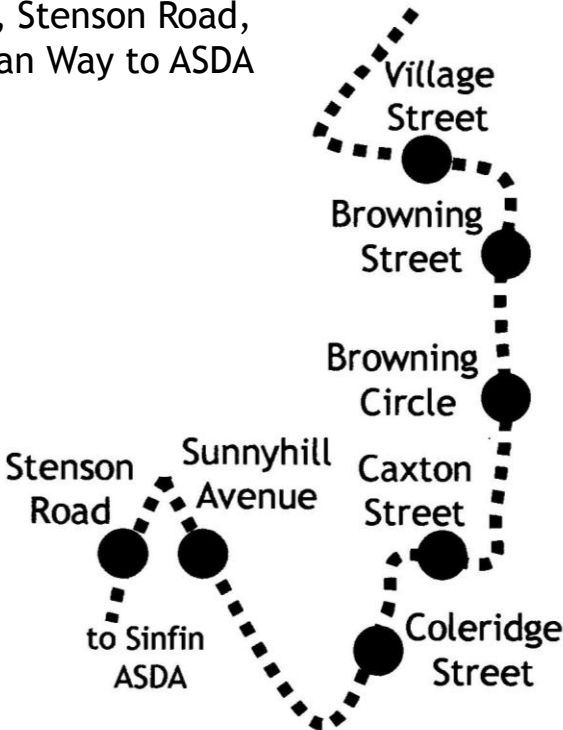 , Stenson Road,
an Way to ASDA
Village
Street
Browning
Street
Browning
Circle
Caxton
Street
Sunnyhill
Avenue
Stenson
Road
Coleridge
Street
to Sinfin
ASDA